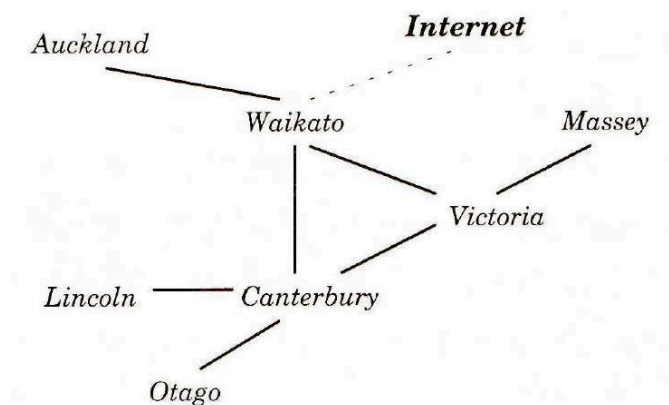 Internet
Auckland
Waikato
Massey
Victoria
Lincoln
Canterbury
Otago